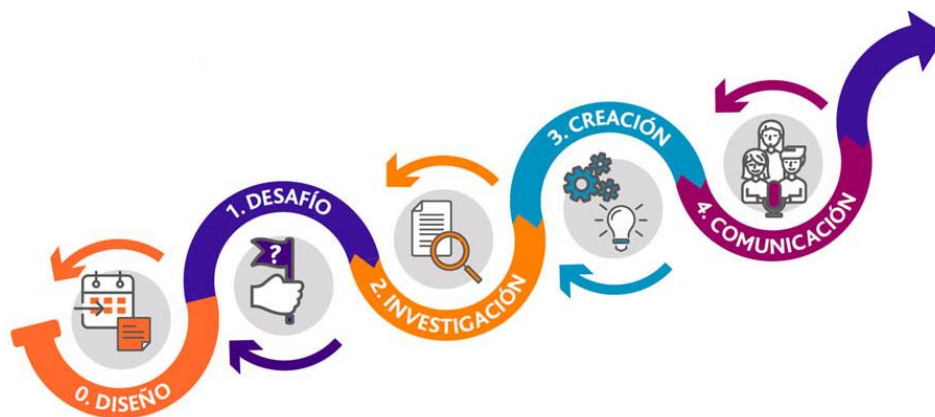 0. DISEÑO
1. DESAFÍO
?
2. INVESTIGACIÓN
3. CREACIÓN
4. COMUNICACIÓN